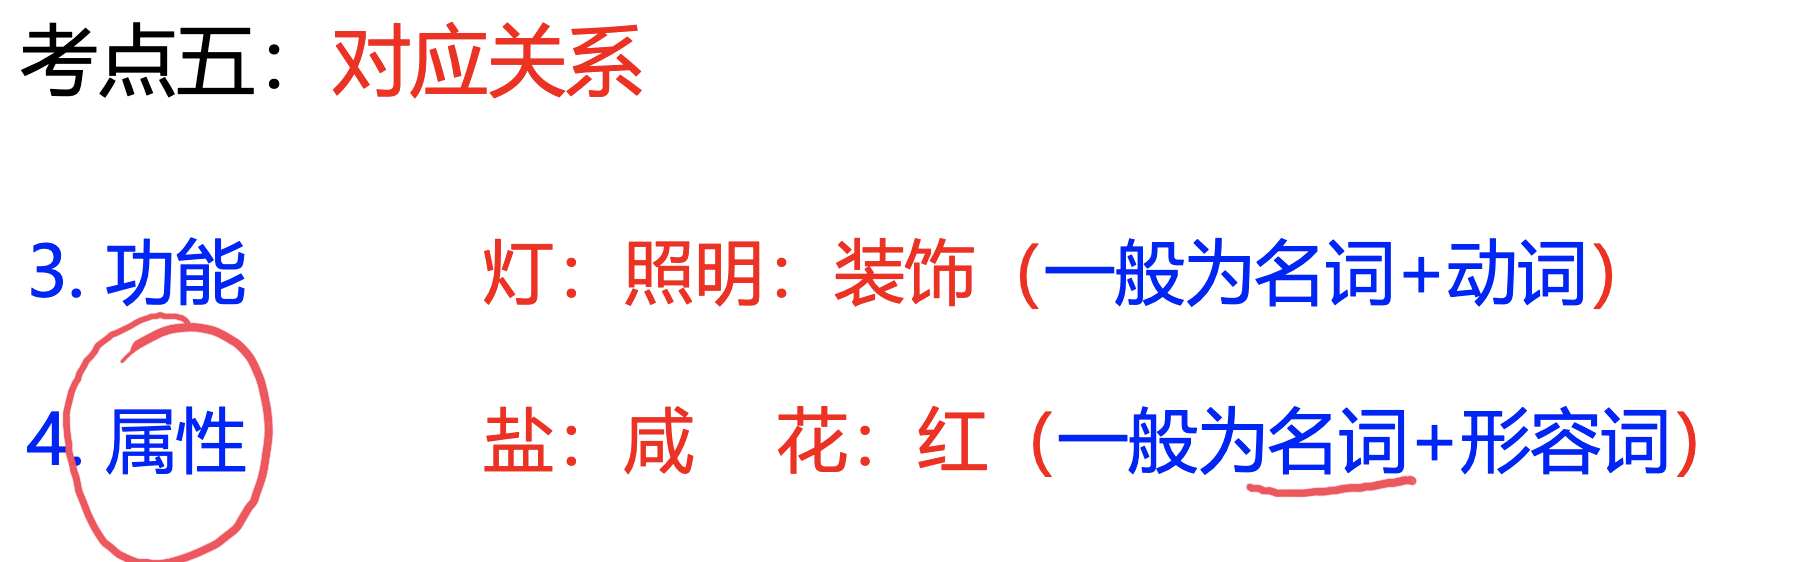 考点五：对应关系
3. 功能 灯：照明：装饰（一般为名词+动词）
4. 属性 盐：咸 花：红（一般为名词+形容词）